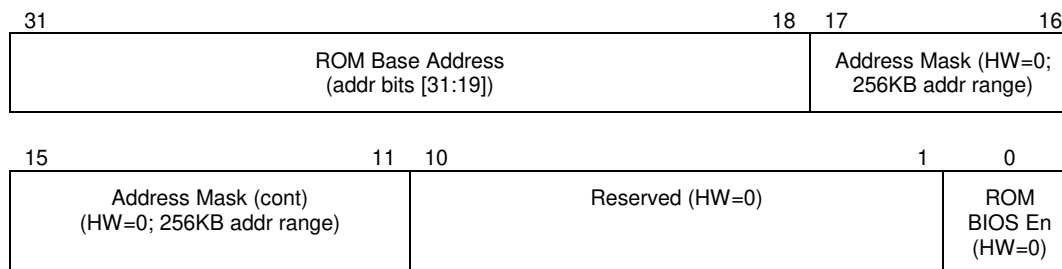 31 18 17 16
ROM Base Address
(addr bits [31:19])
Address Mask (HW=0;
256KB addr range)
15 11 10 1 0
Address Mask (cont)
(HW=0; 256KB addr range)
Reserved (HW=0)
ROM
BIOS En
(HW=0)